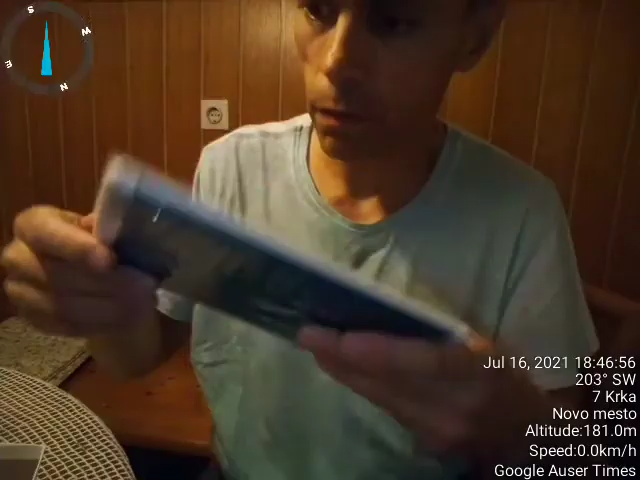 S
W
E
N
Jul 16, 2021 18:46:56
203° SW
7 Krka
Novo mesto
Altitude:181.0m
Speed:0.0km/h
Google Auser Times